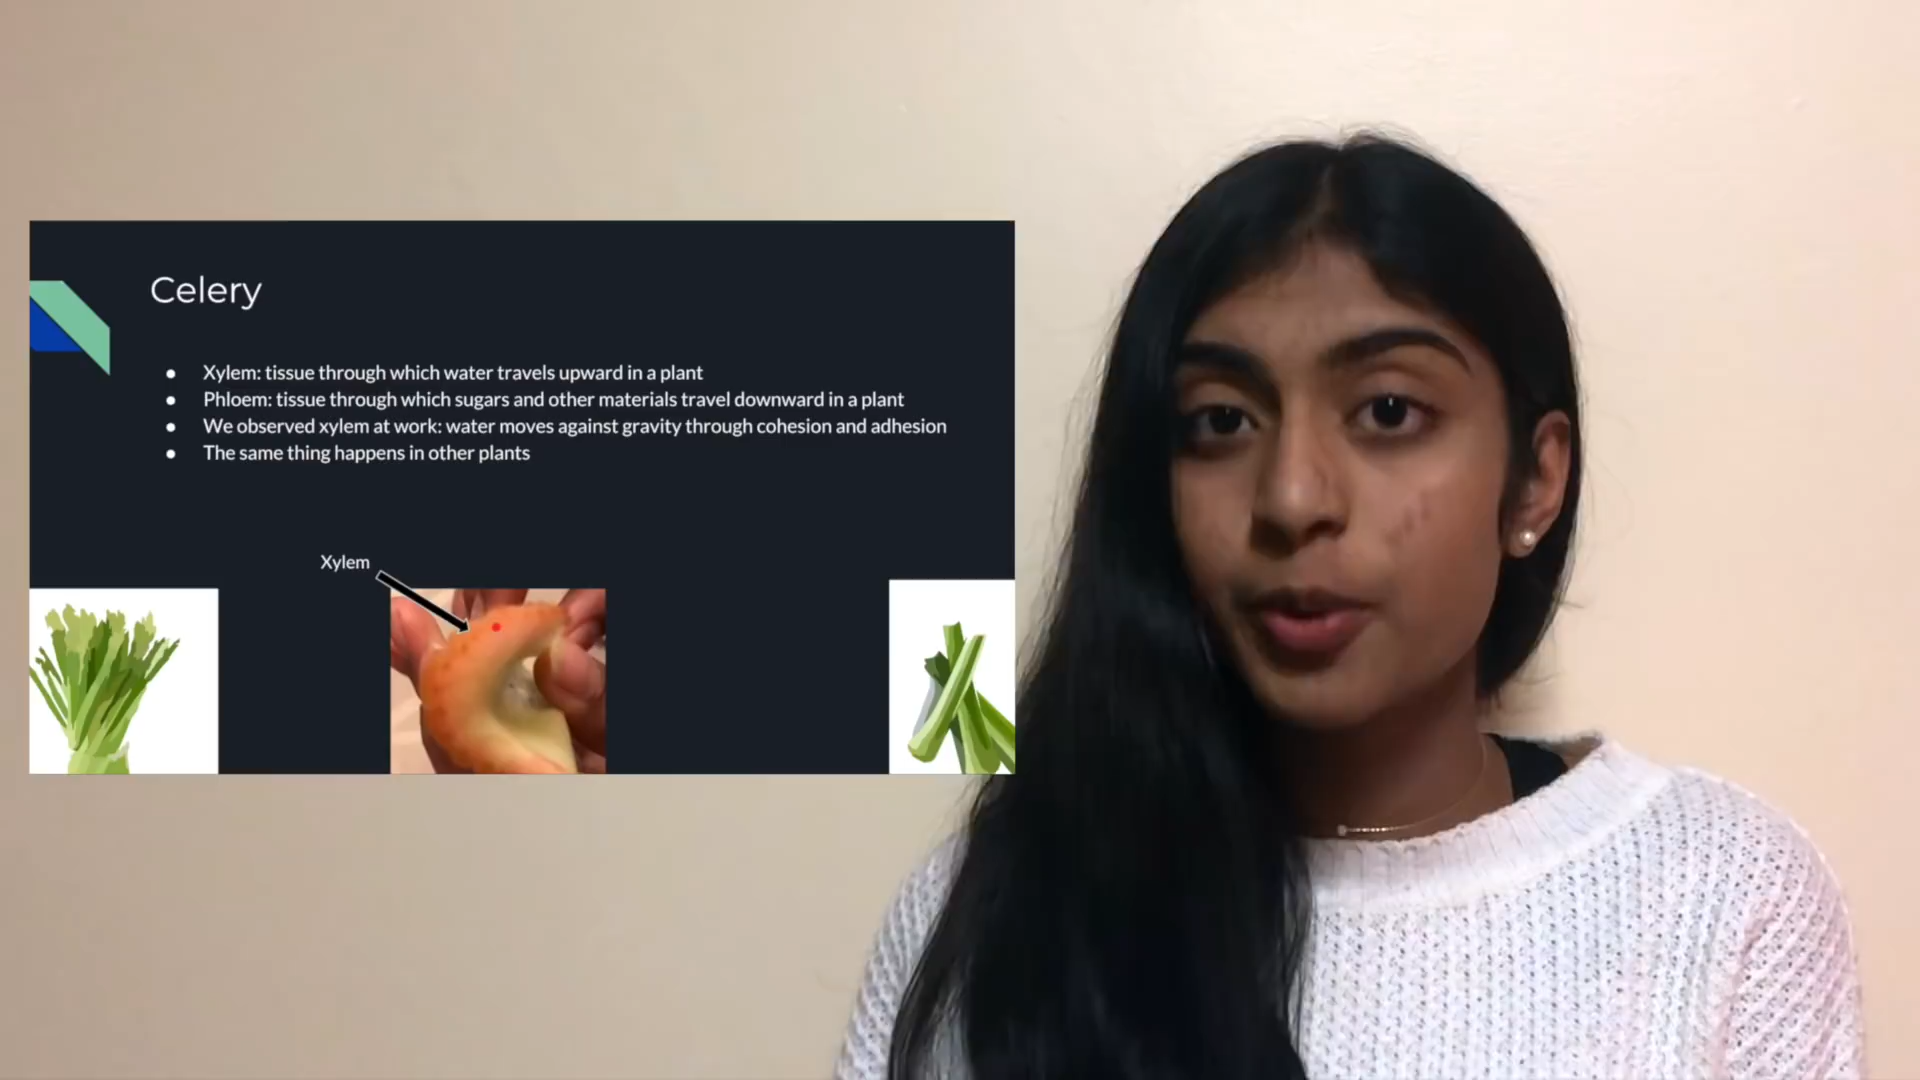 Celery
● Xylem: tissue through which water travels upward in a plant
● Phloem: tissue through which sugars and other materials travel downward in a plant
● We observed xylem at work: water moves against gravity through cohesion and adhesion
● The same thing happens in other plants
Xylem